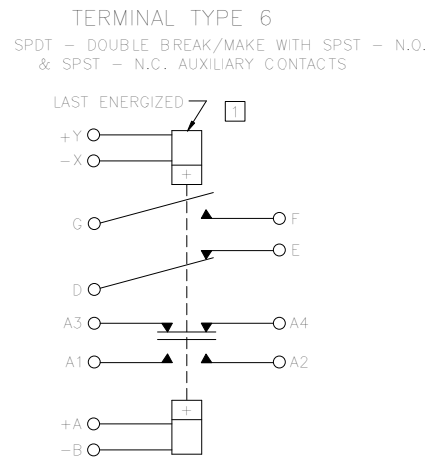 TERMINAL TYPE 6
SPDT - DOUBLE BREAK/MAKE WITH SPST - N.O.
& SPST - N.C. AUXILIARY CONTACTS
LAST ENERGIZED
1
+Y
-X
+
G
F
E
D
A3
A4
A1
A2
+
+A
-B